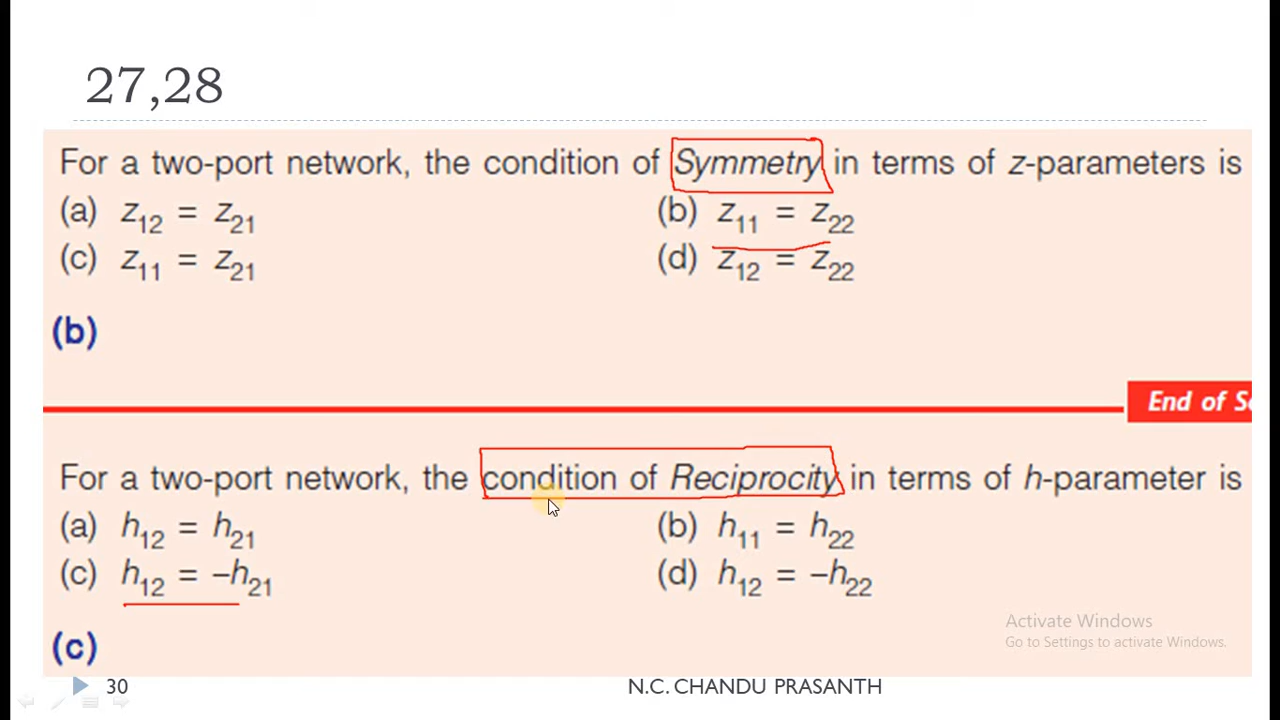 27,28
For a two-port network, the condition of Symmetry in terms of z-parameters is
(a) z12 = z21 (b) z11 = z22
(c) z11 = z21 (d) z12 = z22
(b)
End of
For a two-port network, the condition of Reciprocity in terms of h-parameter is
(a) h12 = h21 (b) h11 = h22
(c) h12 = –h21 (d) h12 = –h22
Activate Windows
Go to Settings to activate Windows.
(c)
30 N.C. CHANDU PRASANTH